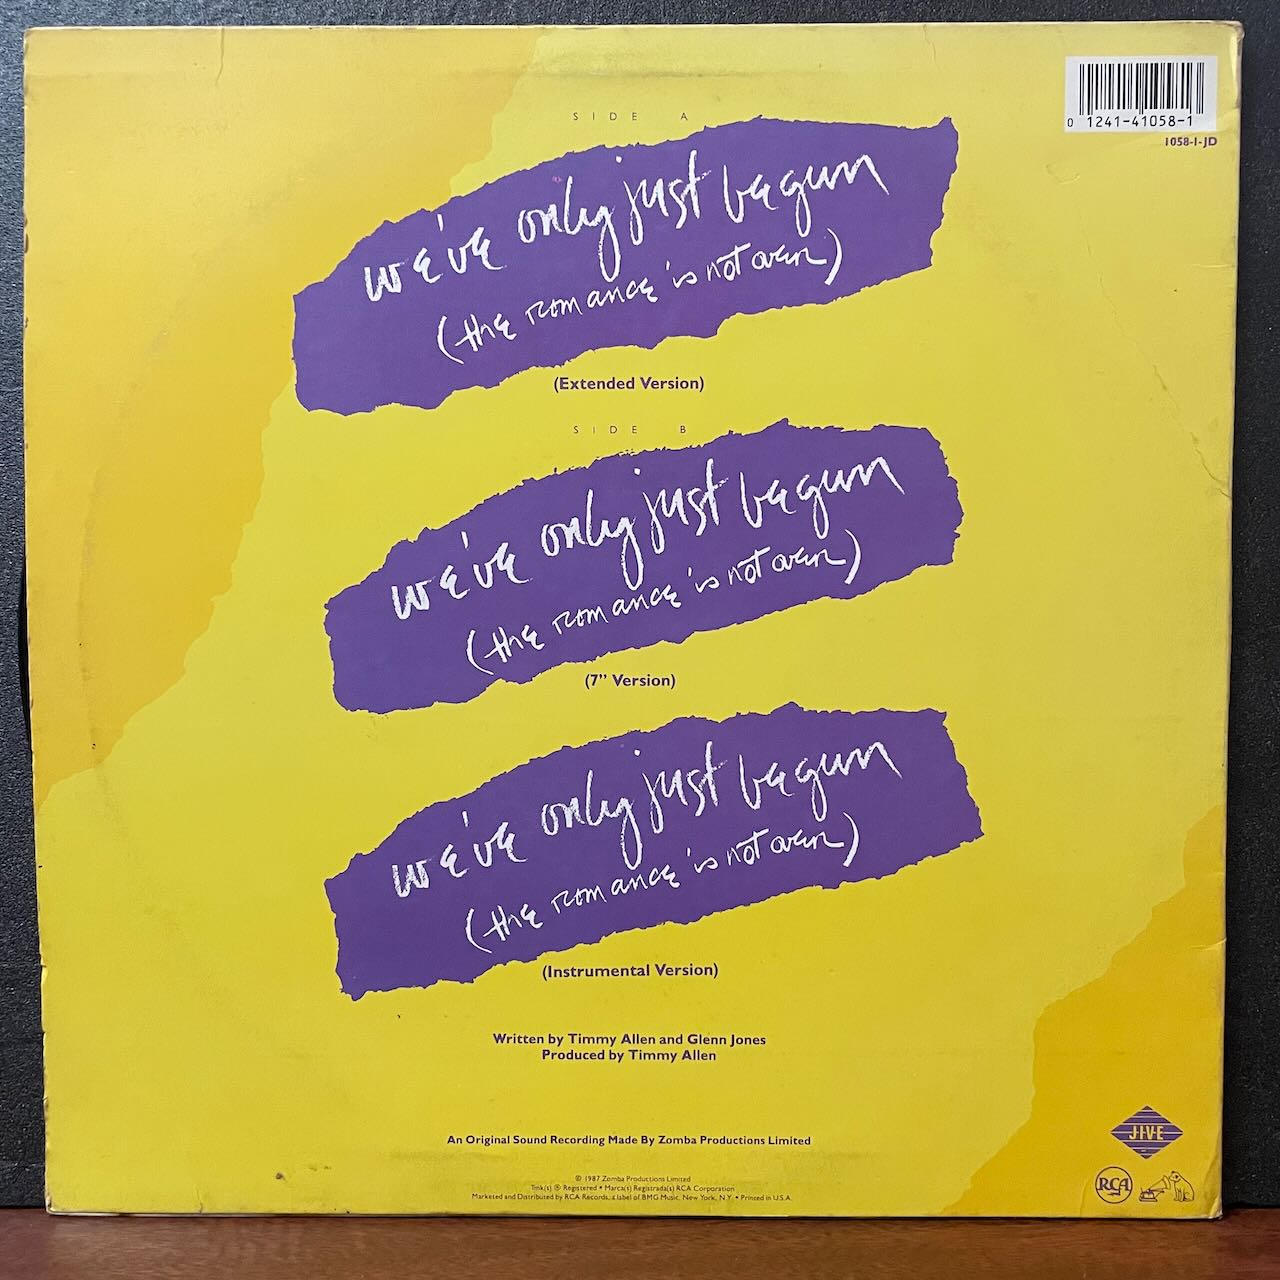 0 1241-41058-1
1058-1-JD
SIDE A
we've only just begun
(the romance is not over)
(Extended Version)
SIDE B
we've only just begun
(the romance is not over)
(7” Version)
we've only just begun
(the romance is not over)
(Instrumental Version)
Written by Timmy Allen and Glenn Jones
Produced by Timmy Allen
An Original Sound Recording Made By Zomba Productions Limited
℗ 1987 Zomba Productions Limited
Tmk(s) ® Registered • Marca(s) Registrada(s) RCA Corporation
Marketed and Distributed by RCA Records, a label of BMG Music, New York, N.Y. • Printed in U.S.A.
JIVE
RCA